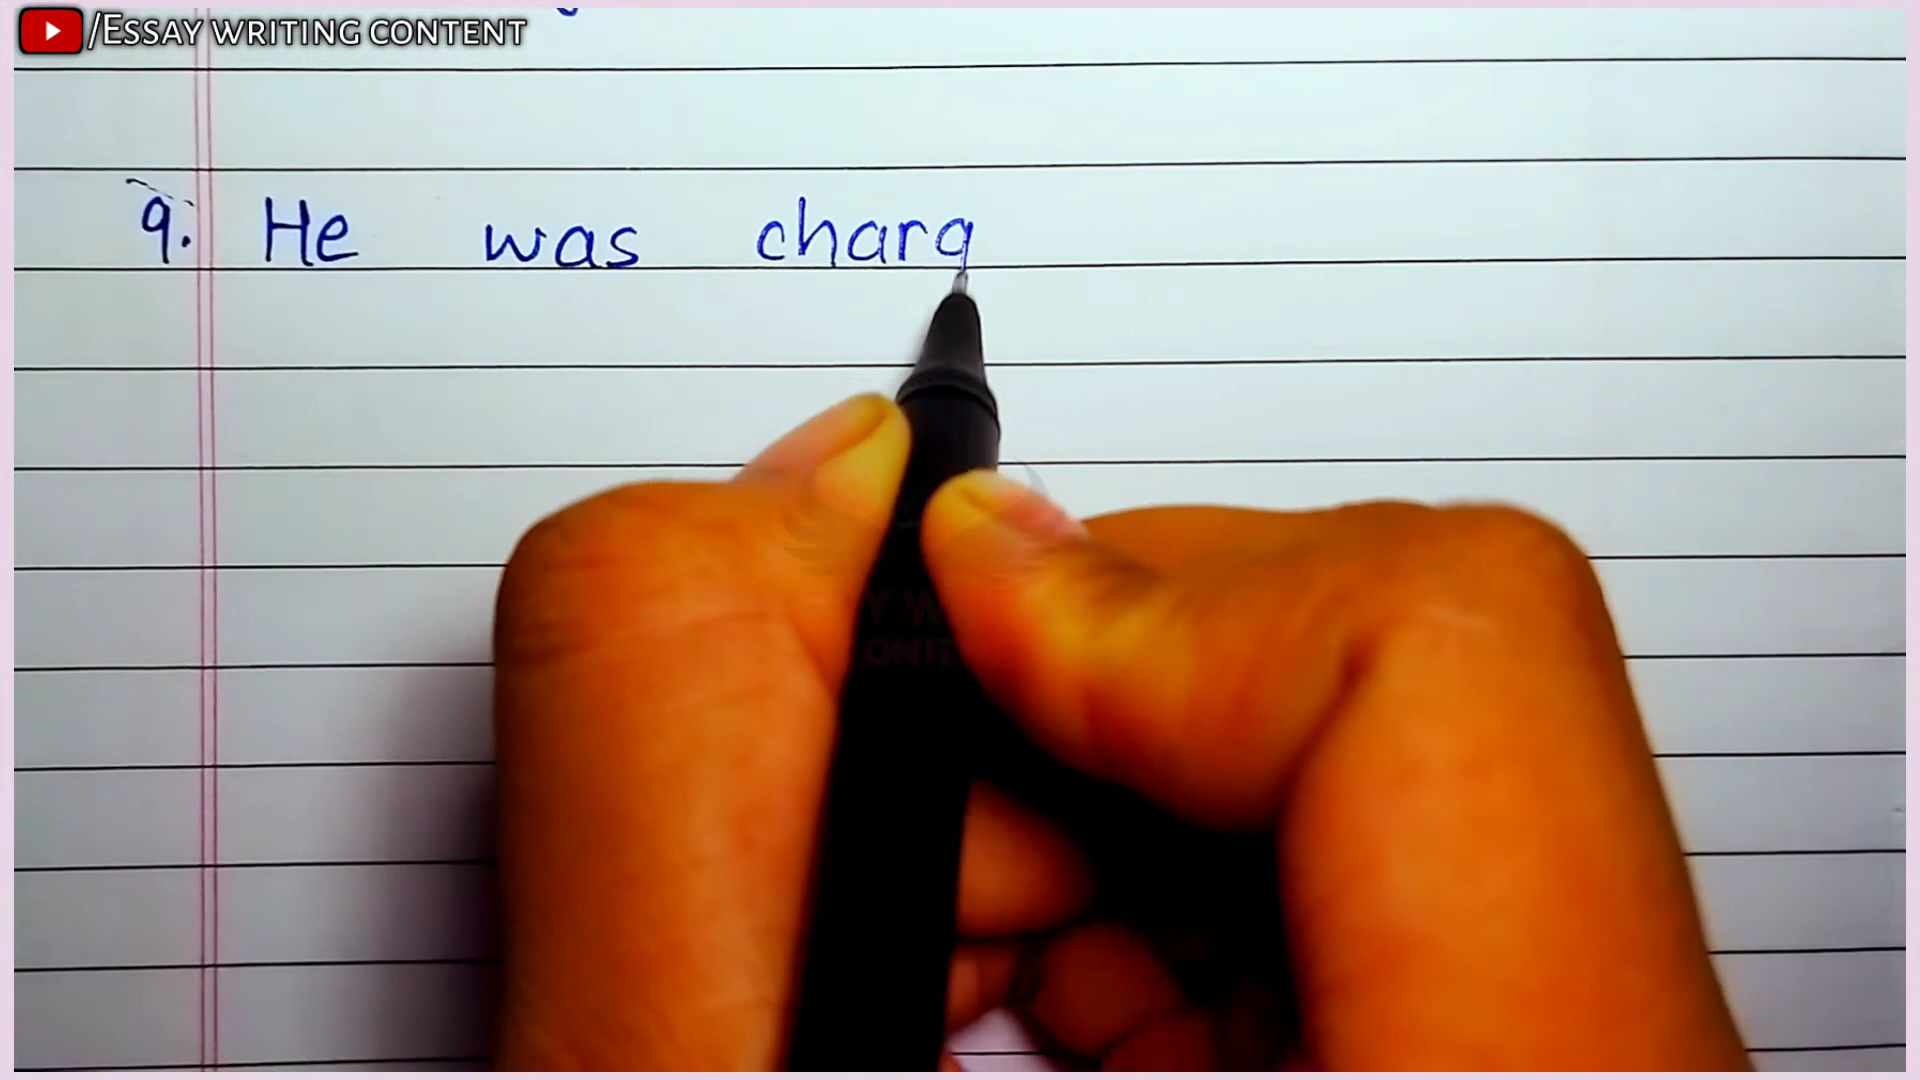 /ESSAY WRITING CONTENT
9. He was charg